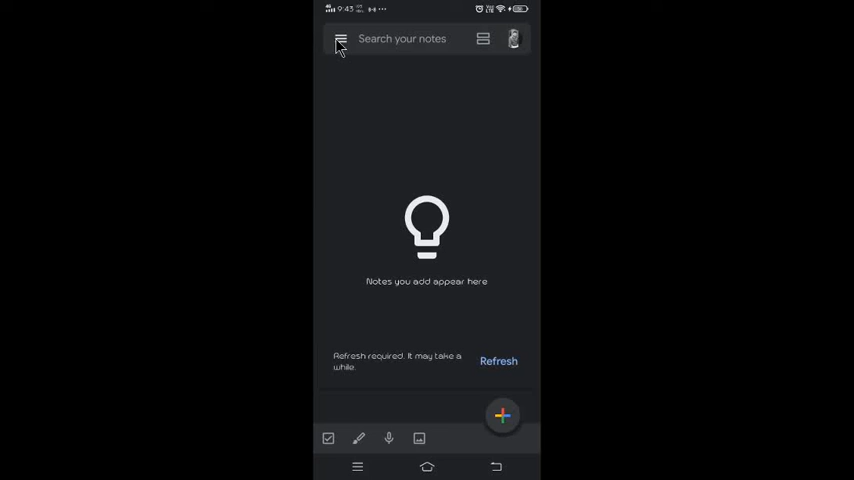 9:43
Search your notes
Notes you add appear here
Refresh required. It may take a
while.
Refresh